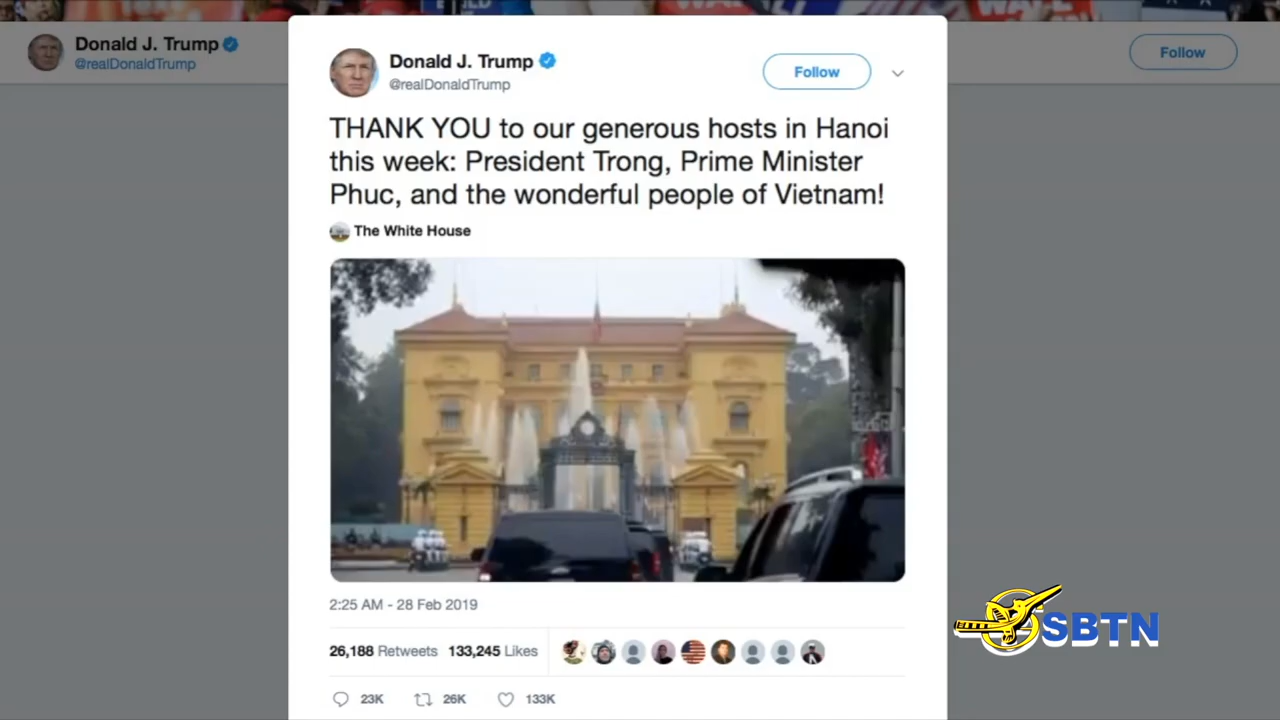 Donald J. Trump
@realDonaldTrump
Follow
Donald J. Trump
@realDonaldTrump
Follow
THANK YOU to our generous hosts in Hanoi
this week: President Trong, Prime Minister
Phuc, and the wonderful people of Vietnam!
The White House
2:25 AM - 28 Feb 2019
26,188 Retweets 133,245 Likes
23K 26K 133K
SBTN